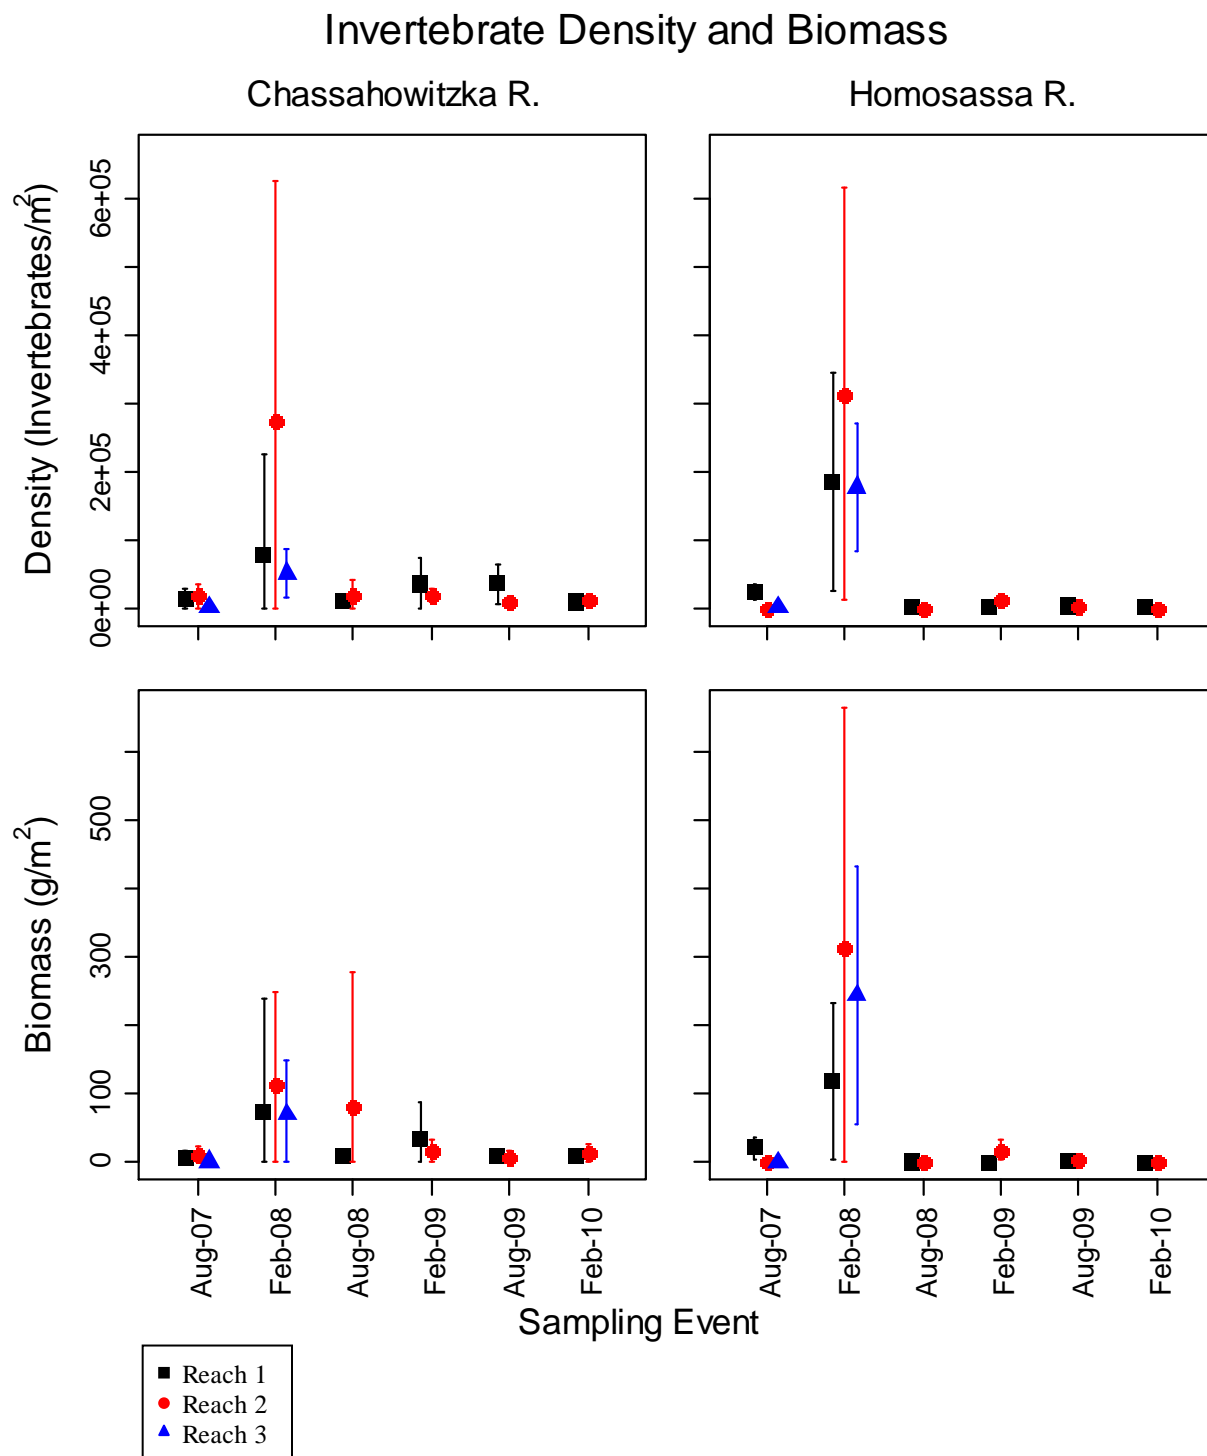 Invertebrate Density and Biomass
Chassahowitzka R.
Homosassa R.
Density (Invertebrates/m²)
6e+05
4e+05
2e+05
0e+00
Biomass (g/m²)
500
300
100
0
Aug-07
Feb-08
Aug-08
Feb-09
Aug-09
Feb-10
Aug-07
Feb-08
Aug-08
Feb-09
Aug-09
Feb-10
Sampling Event
Reach 1
Reach 2
Reach 3